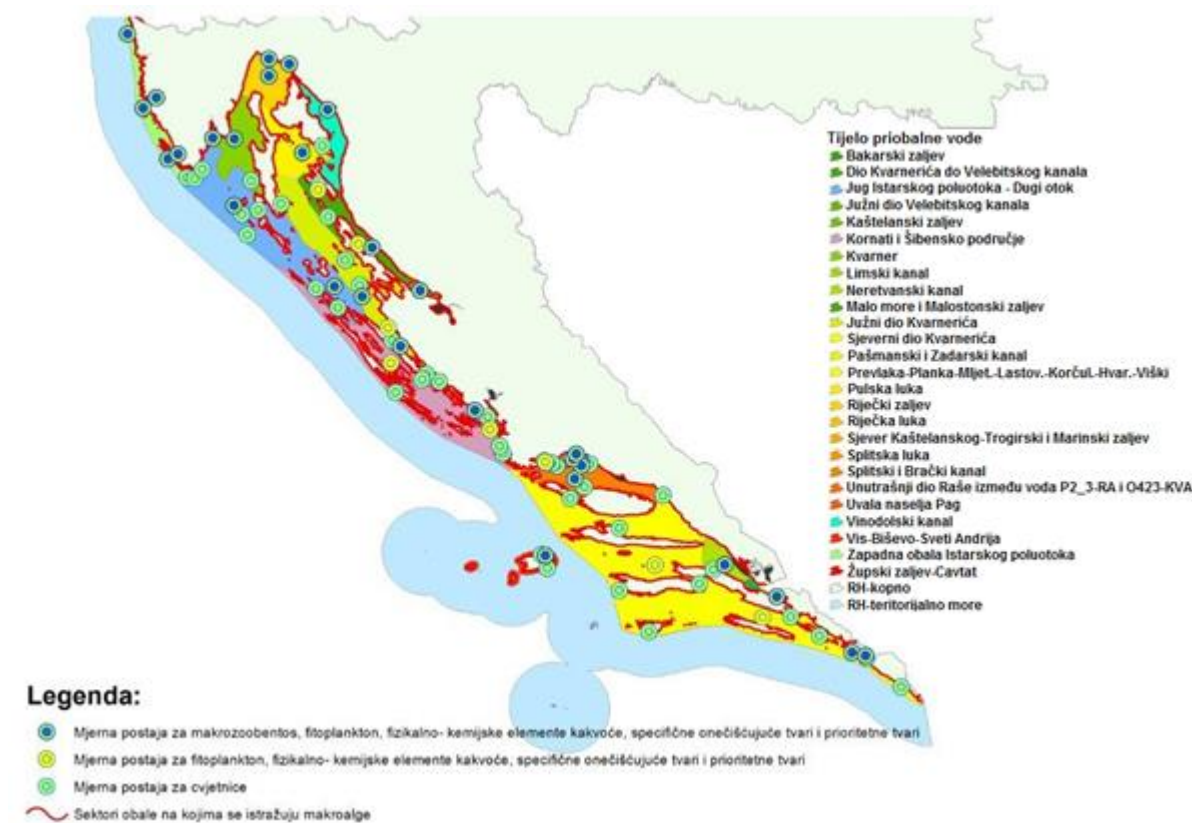 Tijelo priobalne vode
Bakarski zaljev
Dio Kvarnerića do Velebitskog kanala
Jug Istarskog poluotoka - Dugi otok
Južni dio Velebitskog kanala
Kaštelanski zaljev
Kornati i Šibensko područje
Kvarner
Limski kanal
Neretvanski kanal
Malo more i Malostonski zaljev
Južni dio Kvarnerića
Sjeverni dio Kvarnerića
Pašmanski i Zadarski kanal
Prevlaka-Planka-Mljet.-Lastov.-Korčul.-Hvar.-Viški
Pulska luka
Riječki zaljev
Riječka luka
Sjever Kaštelanskog-Trogirski i Marinski zaljev
Splitska luka
Splitski i Brački kanal
Unutrašnji dio Raše između voda P2_3-RA i O423-KVA
Uvala naselja Pag
Vinodolski kanal
Vis-Biševo-Sveti Andrija
Zapadna obala Istarskog poluotoka
Župski zaljev-Cavtat
RH-kopno
RH-teritorijalno more
Legenda:
Mjerna postaja za makrozoobentos, fitoplankton, fizikalno- kemijske elemente kakvoće, specifične onečišćujuće tvari i prioritetne tvari
Mjerna postaja za fitoplankton, fizikalno- kemijske elemente kakvoće, specifične onečišćujuće tvari i prioritetne tvari
Mjerna postaja za cvjetnice
Sektori obale na kojima se istražuju makroalge